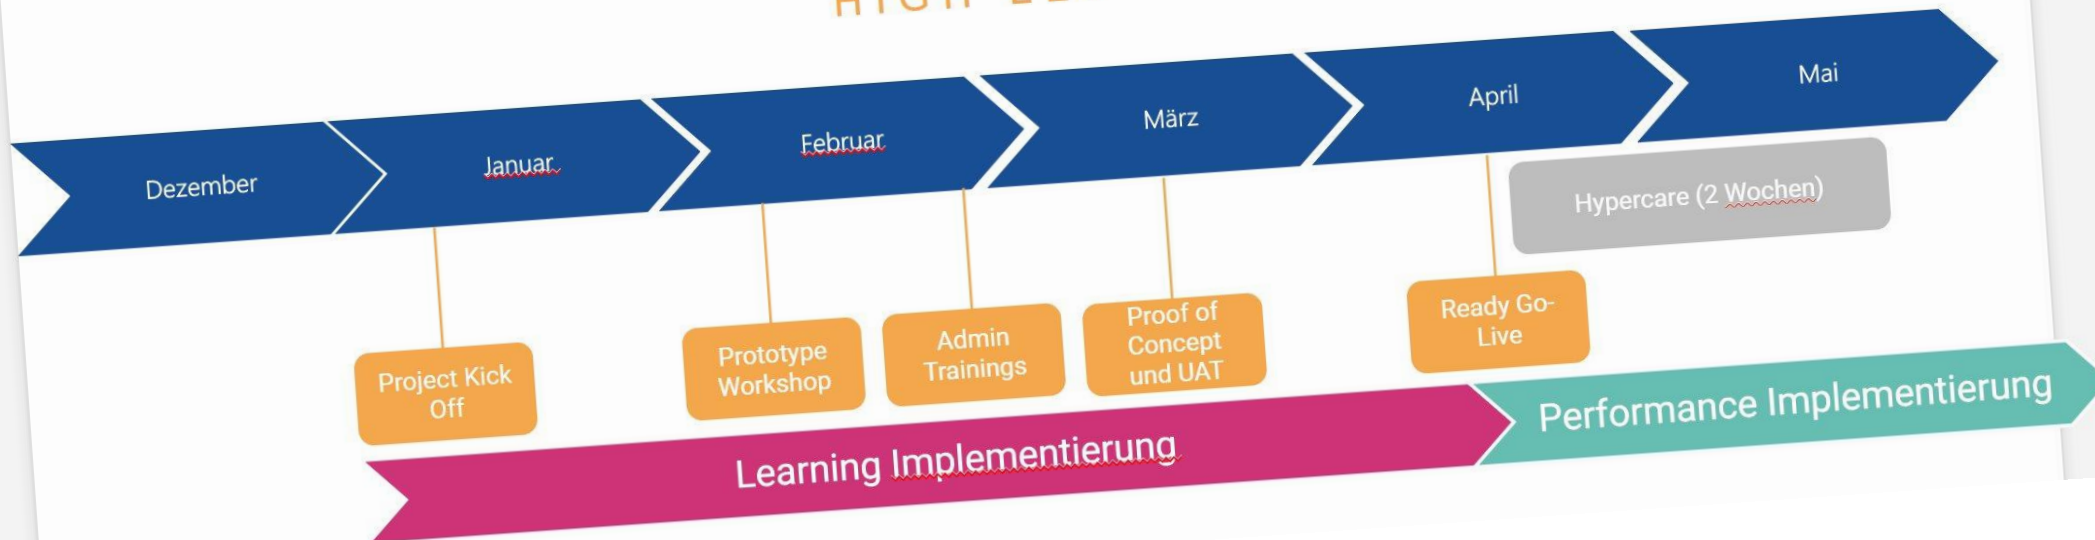 HIGH
Dezember
Januar
Februar
März
April
Mai
Hypercare (2 Wochen)
Project Kick
Off
Prototype
Workshop
Admin
Trainings
Proof of
Concept
und UAT
Ready Go-
Live
Learning Implementierung
Performance Implementierung